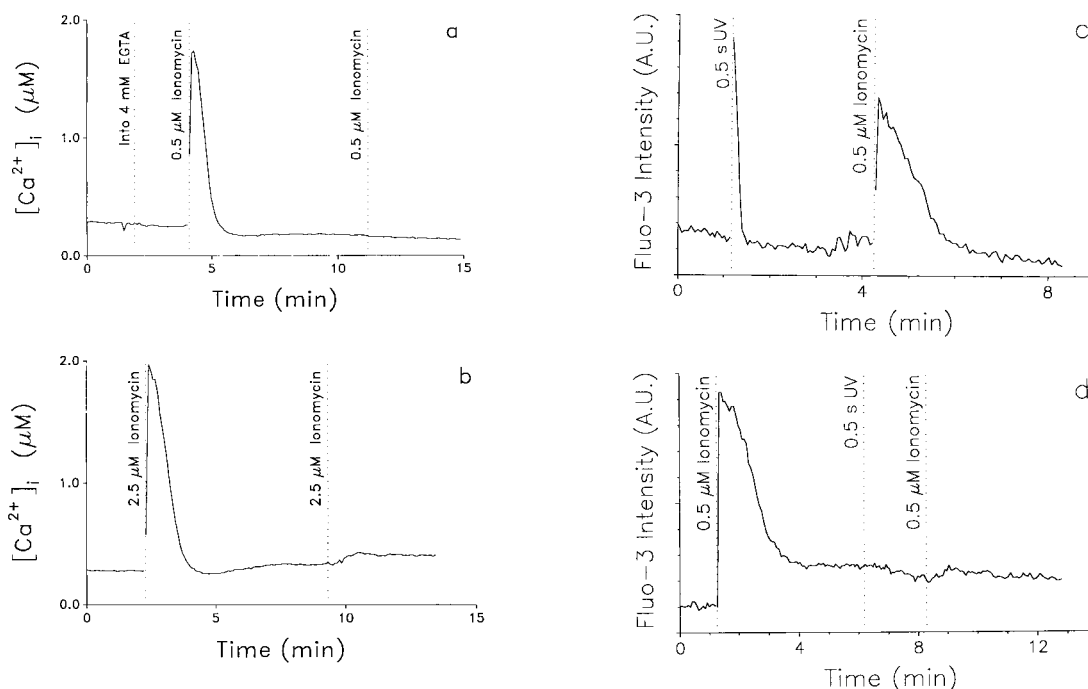 a
2.0
1.0
0.0
[Ca2+]i (μM)
Into 4 mM EGTA
0.5 μM Ionomycin
0.5 μM Ionomycin
0
5
10
15
Time (min)
b
2.0
1.0
0.0
[Ca2+]i (μM)
2.5 μM Ionomycin
2.5 μM Ionomycin
0
5
10
15
Time (min)
c
Fluo-3 Intensity (A.U.)
0.5 s UV
0.5 μM Ionomycin
0
4
8
Time (min)
d
Fluo-3 Intensity (A.U.)
0.5 μM Ionomycin
0.5 s UV
0.5 μM Ionomycin
0
4
8
12
Time (min)